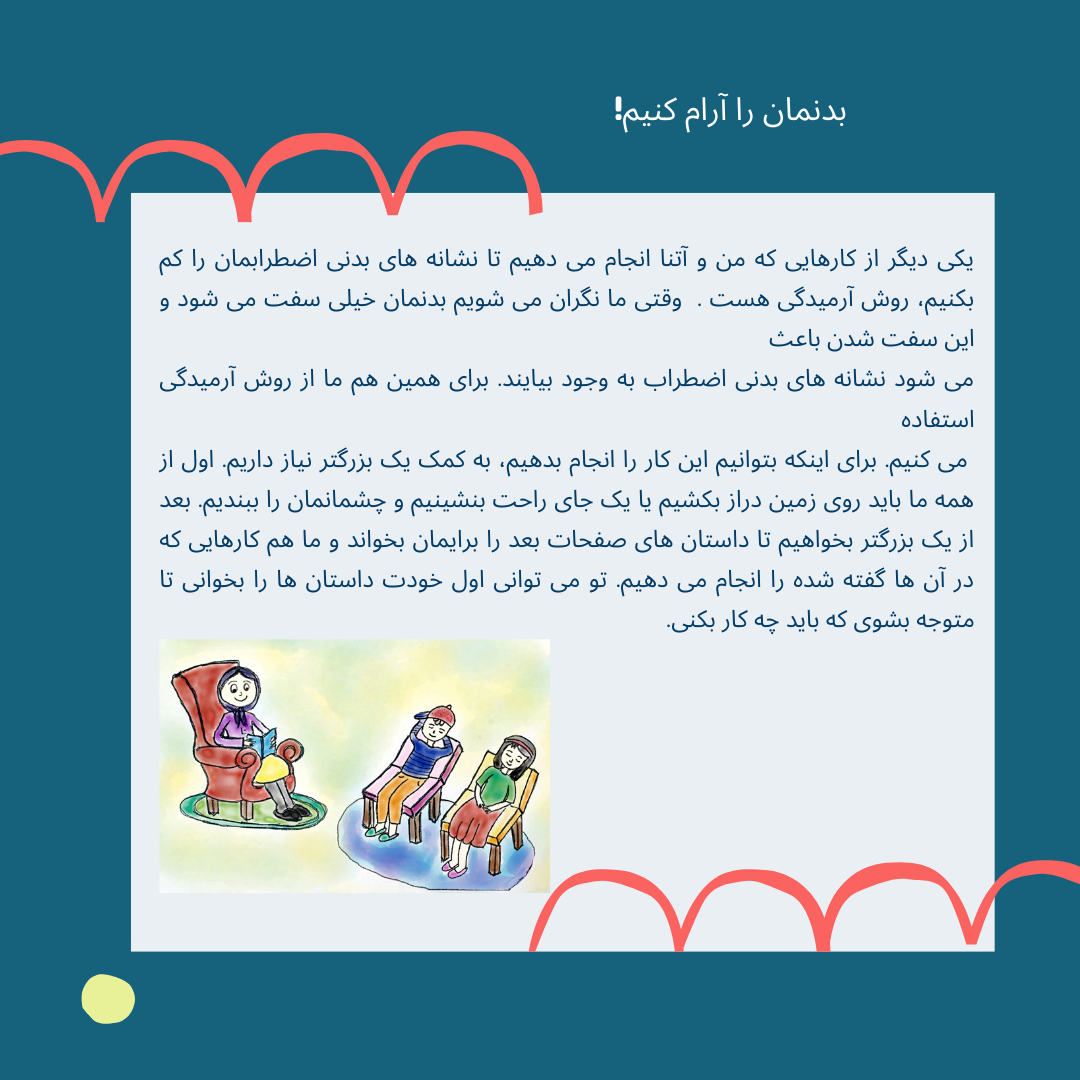 بدنمان را آرام کنیم!
یکی دیگر از کارهایی که من و آتنا انجام می دهیم تا نشانه های بدنی اضطرابمان را کم
بکنیم، روش آرمیدگی هست . وقتی ما نگران می شویم بدنمان خیلی سفت می شود و
این سفت شدن باعث
می شود نشانه های بدنی اضطراب به وجود بیایند. برای همین هم ما از روش آرمیدگی
استفاده
می کنیم. برای اینکه بتوانیم این کار را انجام بدهیم، به کمک یک بزرگتر نیاز داریم. اول از
همه ما باید روی زمین دراز بکشیم یا یک جای راحت بنشینیم و چشمانمان را ببندیم. بعد
از یک بزرگتر بخواهیم تا داستان های صفحات بعد را برایمان بخواند و ما هم کارهایی که
در آن ها گفته شده را انجام می دهیم. تو می توانی اول خودت داستان ها را بخوانی تا
متوجه بشوی که باید چه کار بکنی.